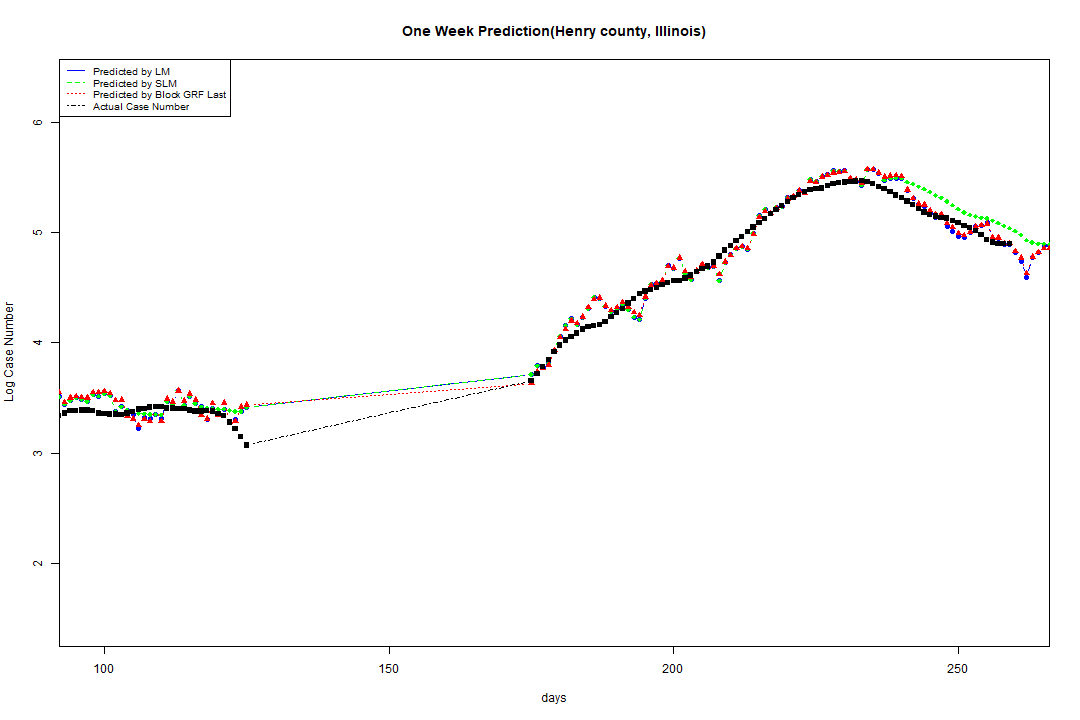 One Week Prediction(Henry county, Illinois)
Predicted by LM
Predicted by SLM
Predicted by Block GRF Last
Actual Case Number
6
5
4
3
2
Log Case Number
100 150 200 250
days